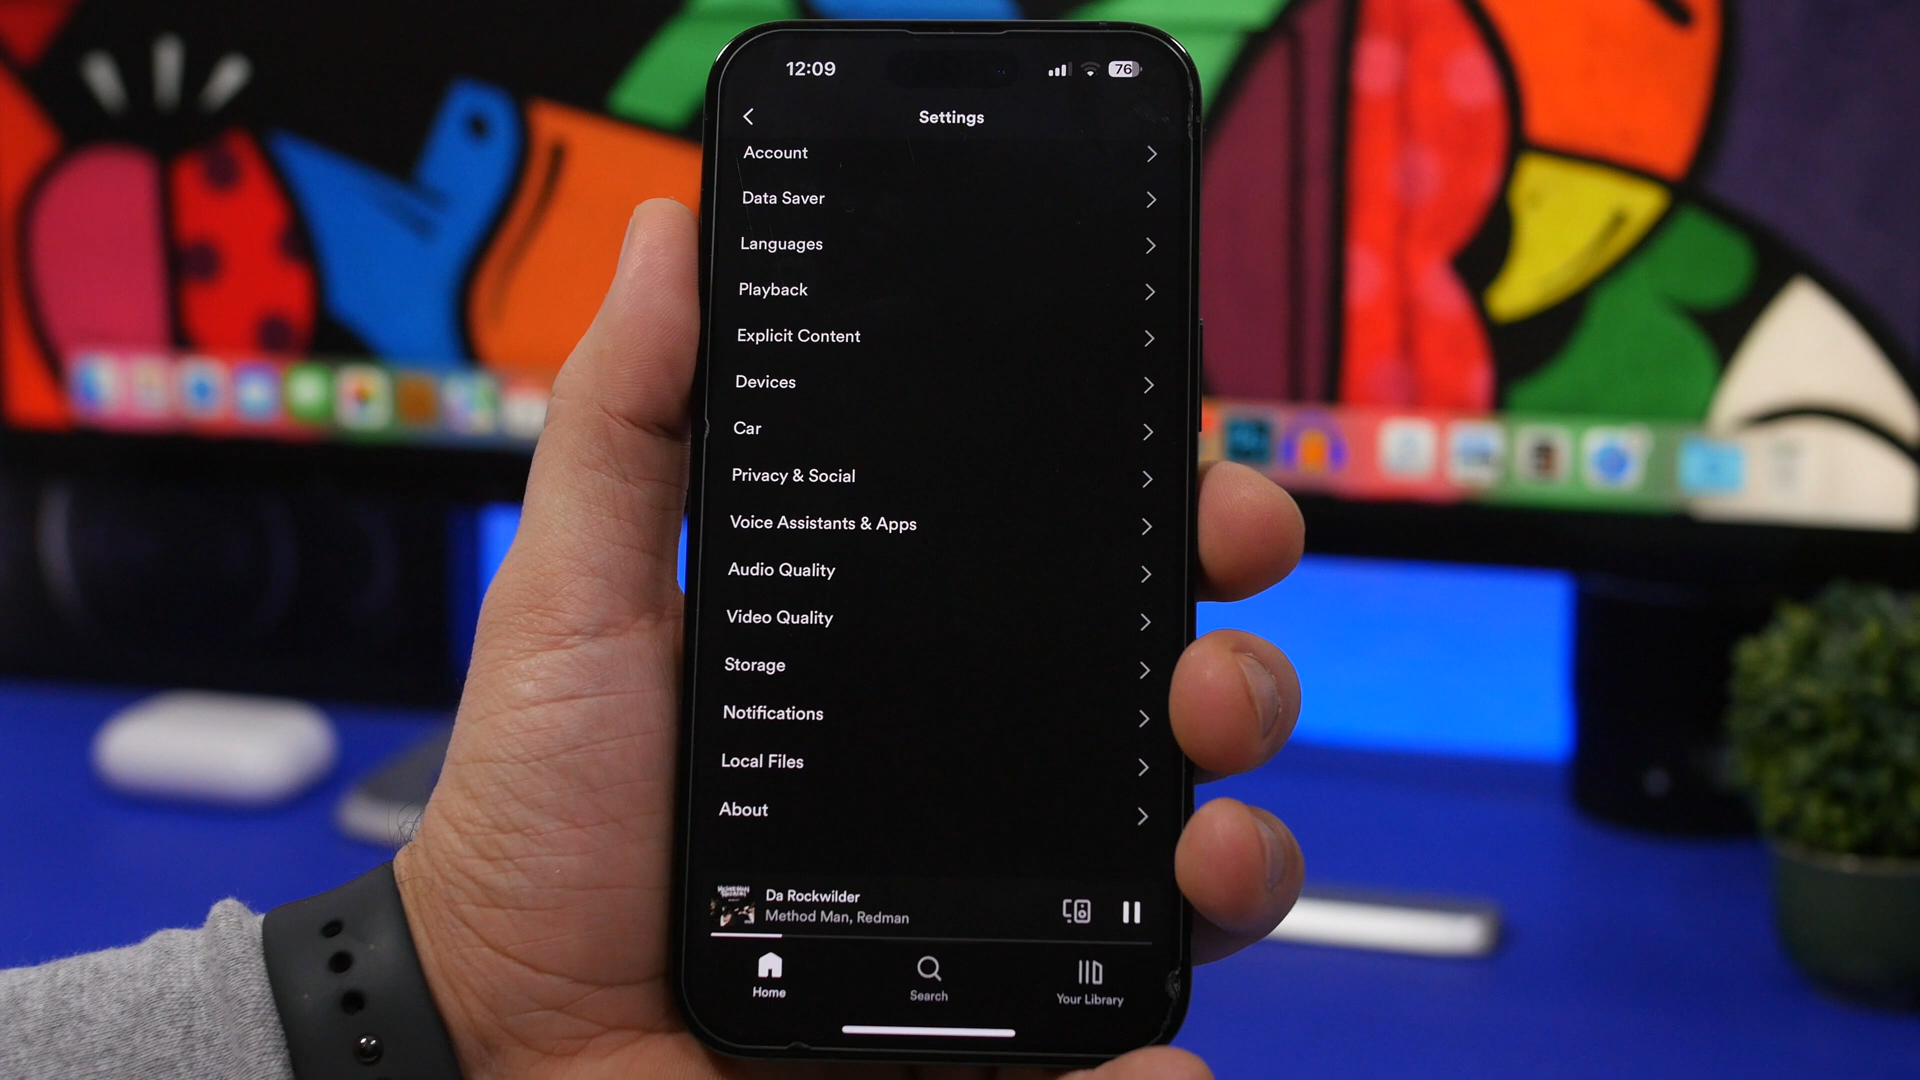 12:09
76
Settings
Account
Data Saver
Languages
Playback
Explicit Content
Devices
Car
Privacy & Social
Voice Assistants & Apps
Audio Quality
Video Quality
Storage
Notifications
Local Files
About
Da Rockwilder
Method Man, Redman
Home
Search
Your Library